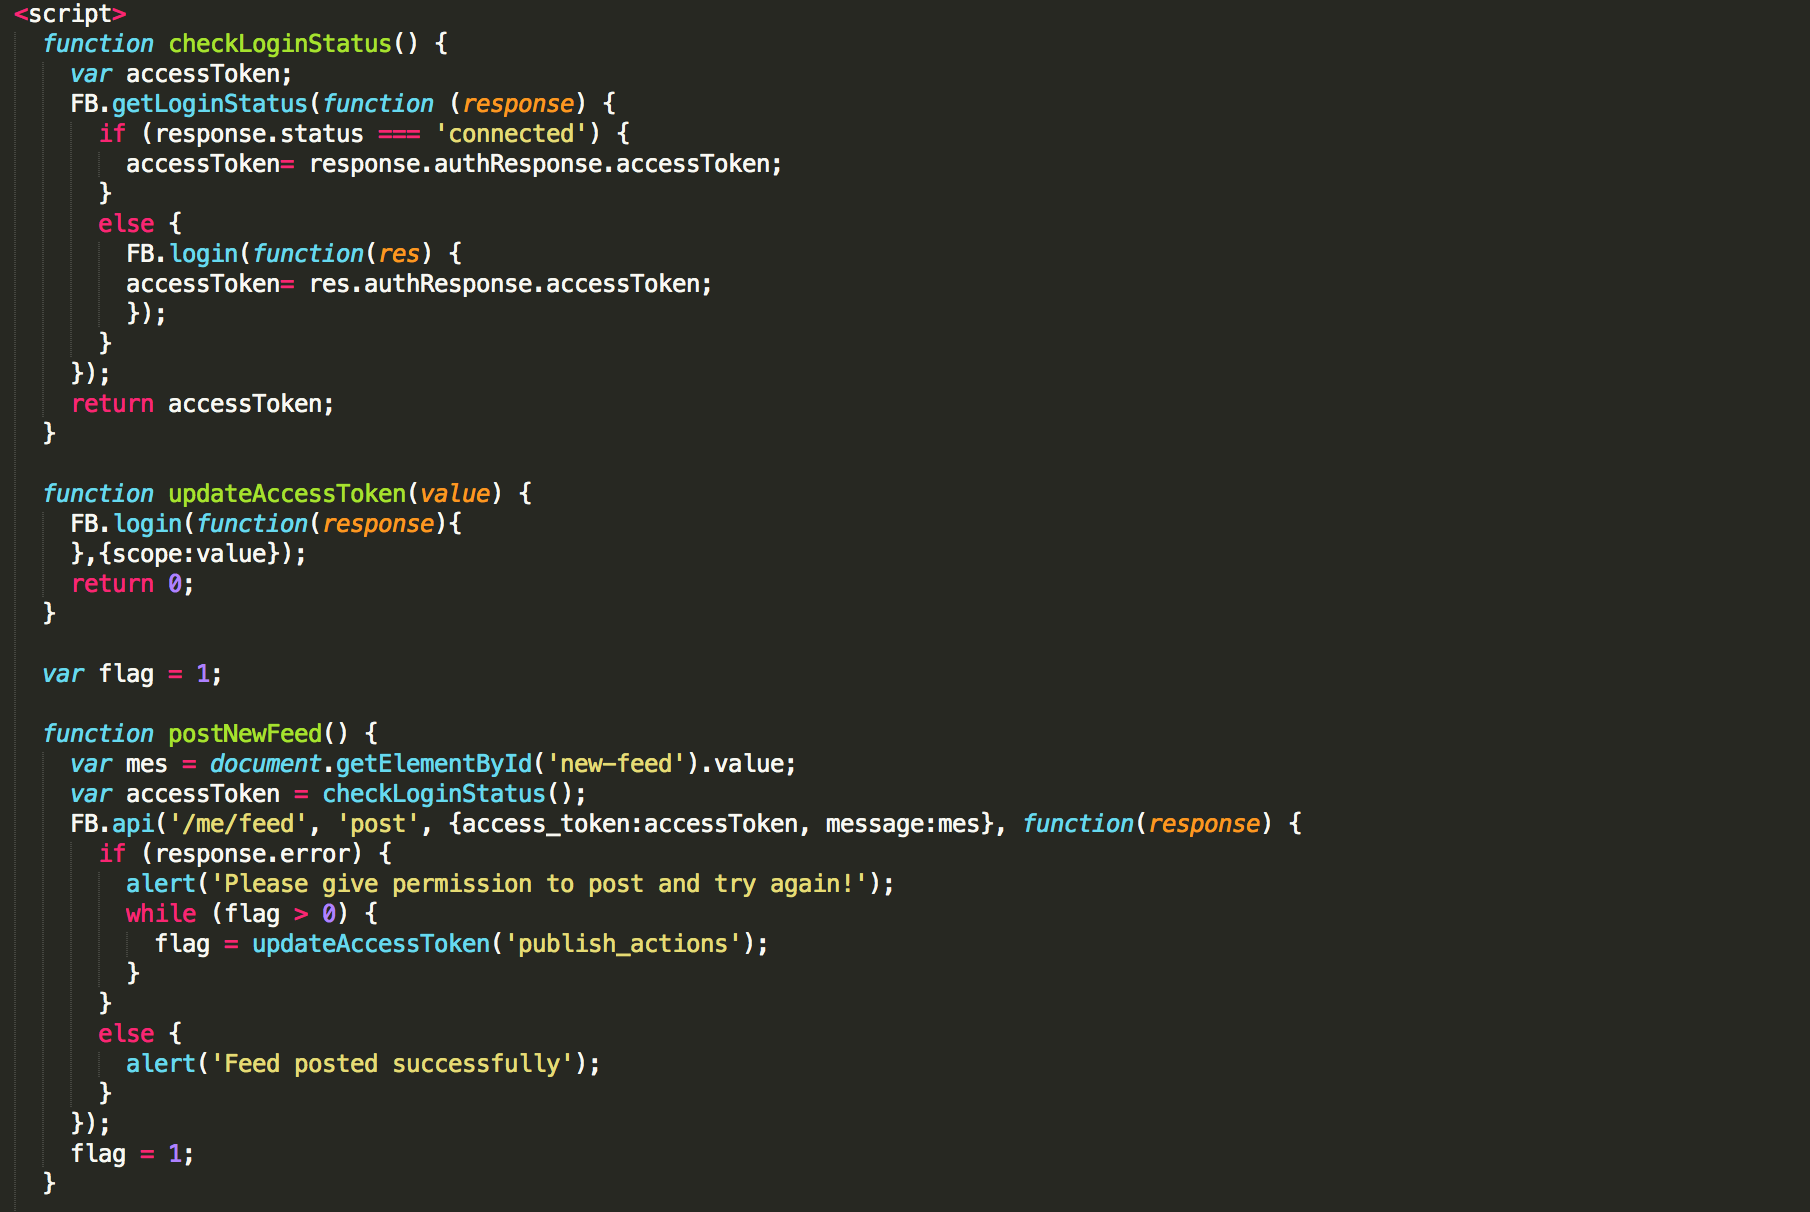 <script>
  function checkLoginStatus() {
    var accessToken;
    FB.getLoginStatus(function (response) {
      if (response.status === 'connected') {
        accessToken= response.authResponse.accessToken;
      }
      else {
        FB.login(function(res) {
        accessToken= res.authResponse.accessToken;
        });
      }
    });
    return accessToken;
  }

  function updateAccessToken(value) {
    FB.login(function(response){
    },{scope:value});
    return 0;
  }

  var flag = 1;

  function postNewFeed() {
    var mes = document.getElementById('new-feed').value;
    var accessToken = checkLoginStatus();
    FB.api('/me/feed', 'post', {access_token:accessToken, message:mes}, function(response) {
      if (response.error) {
        alert('Please give permission to post and try again!');
        while (flag > 0) {
          flag = updateAccessToken('publish_actions');
        }
      }
      else {
        alert('Feed posted successfully');
      }
    });
    flag = 1;
  }